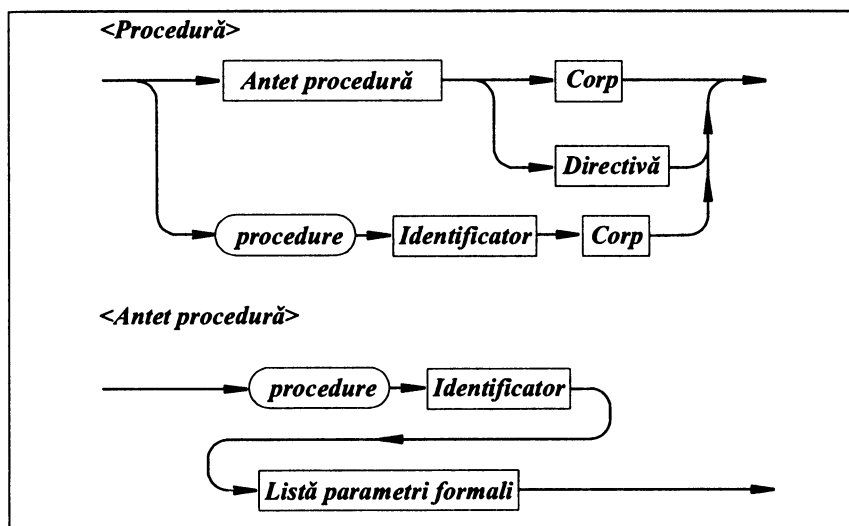 <Procedură>
Antet procedură Corp
Directivă
procedure Identificator Corp
<Antet procedură>
procedure Identificator
Listă parametri formali